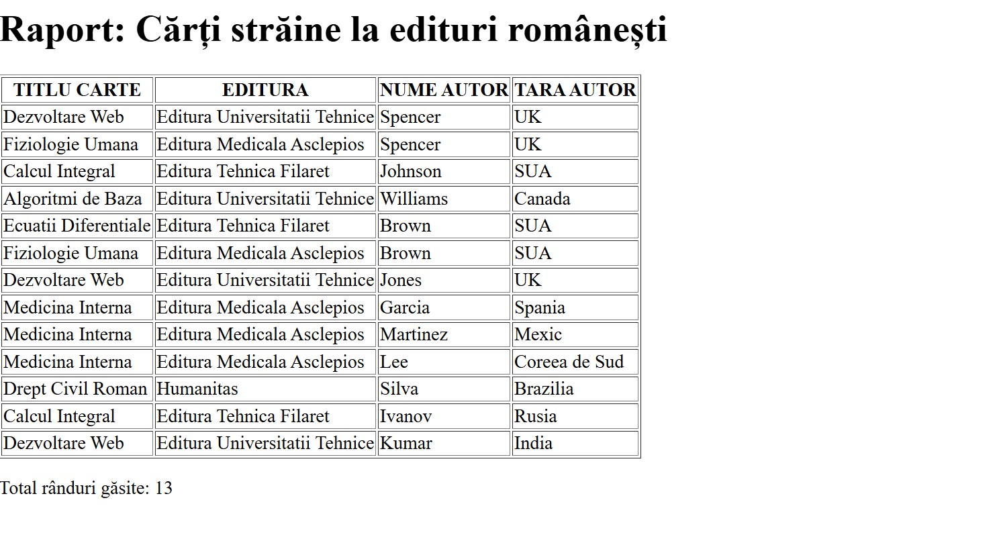 Raport: Cărți străine la edituri românești
TITLU CARTE EDITURA NUME AUTOR TARA AUTOR
Dezvoltare Web Editura Universitatii Tehnice Spencer UK
Fiziologie Umana Editura Medicala Asclepios Spencer UK
Calcul Integral Editura Tehnica Filaret Johnson SUA
Algoritmi de Baza Editura Universitatii Tehnice Williams Canada
Ecuatii Diferentiale Editura Tehnica Filaret Brown SUA
Fiziologie Umana Editura Medicala Asclepios Brown SUA
Dezvoltare Web Editura Universitatii Tehnice Jones UK
Medicina Interna Editura Medicala Asclepios Garcia Spania
Medicina Interna Editura Medicala Asclepios Martinez Mexic
Medicina Interna Editura Medicala Asclepios Lee Coreea de Sud
Drept Civil Roman Humanitas Silva Brazilia
Calcul Integral Editura Tehnica Filaret Ivanov Rusia
Dezvoltare Web Editura Universitatii Tehnice Kumar India
Total rânduri găsite: 13